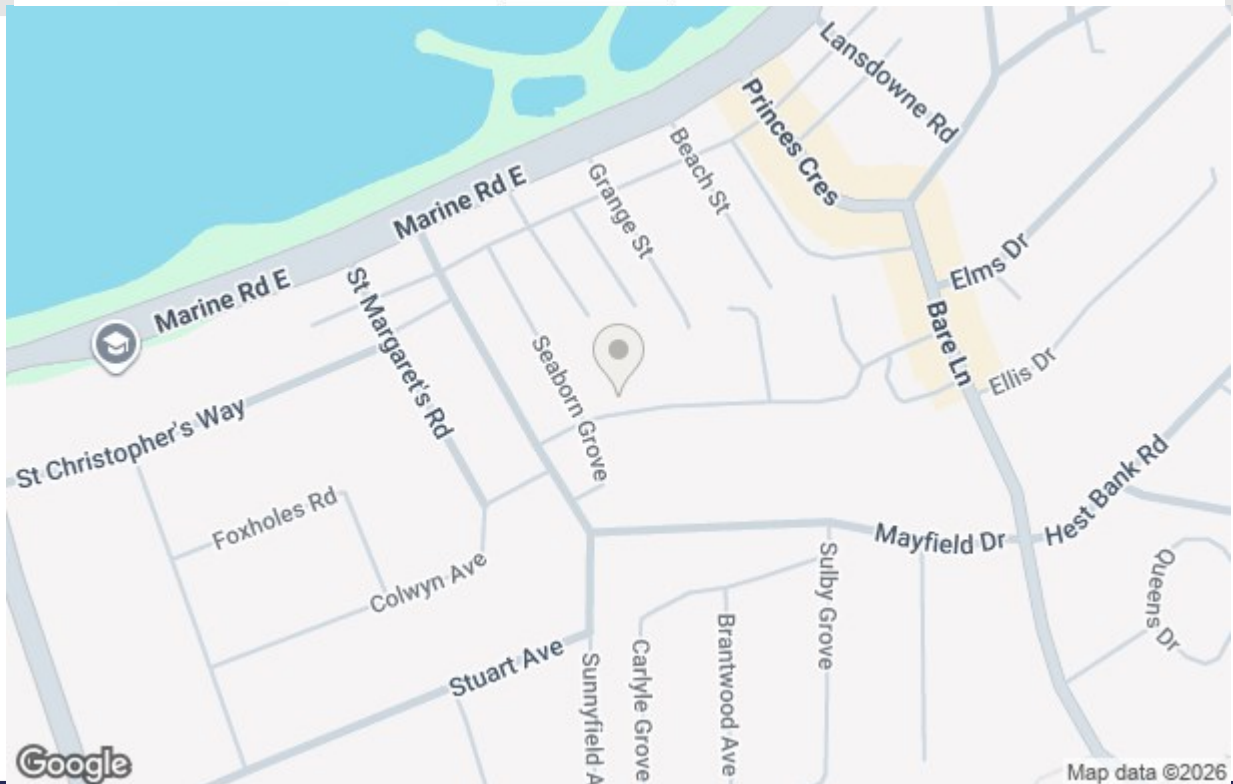 Lansdowne Rd
Princes Cres
Beach St
Grange St
Marine Rd E
Marine Rd E
St Margaret's Rd
Elms Dr
Bare Ln
Ellis Dr
Seaborn Grove
St Christopher's Way
Foxholes Rd
Colwyn Ave
Hest Bank Rd
Mayfield Dr
Sulby Grove
Queens Dr
Stuart Ave
Sunnyfield A
Carlyle Grove
Brantwood Ave
Google
Map data ©2026